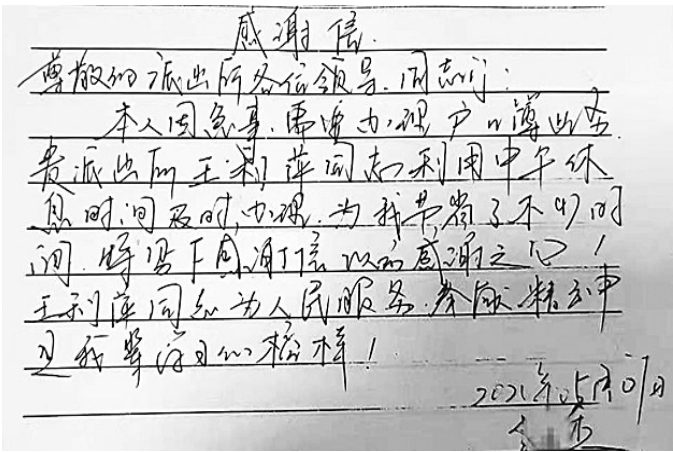 感谢信.
尊敬的派出所各位领导.同志们:
本人因急事.需要办理户口簿业务.
贵派出所王利萍同志利用中午休
息时间及时办理.为我节省了不少时
间.特写下感谢信以示感谢之心!
王利萍同志为人民服务.奉献精神
是我辈学习的榜样!
2021年05月07日